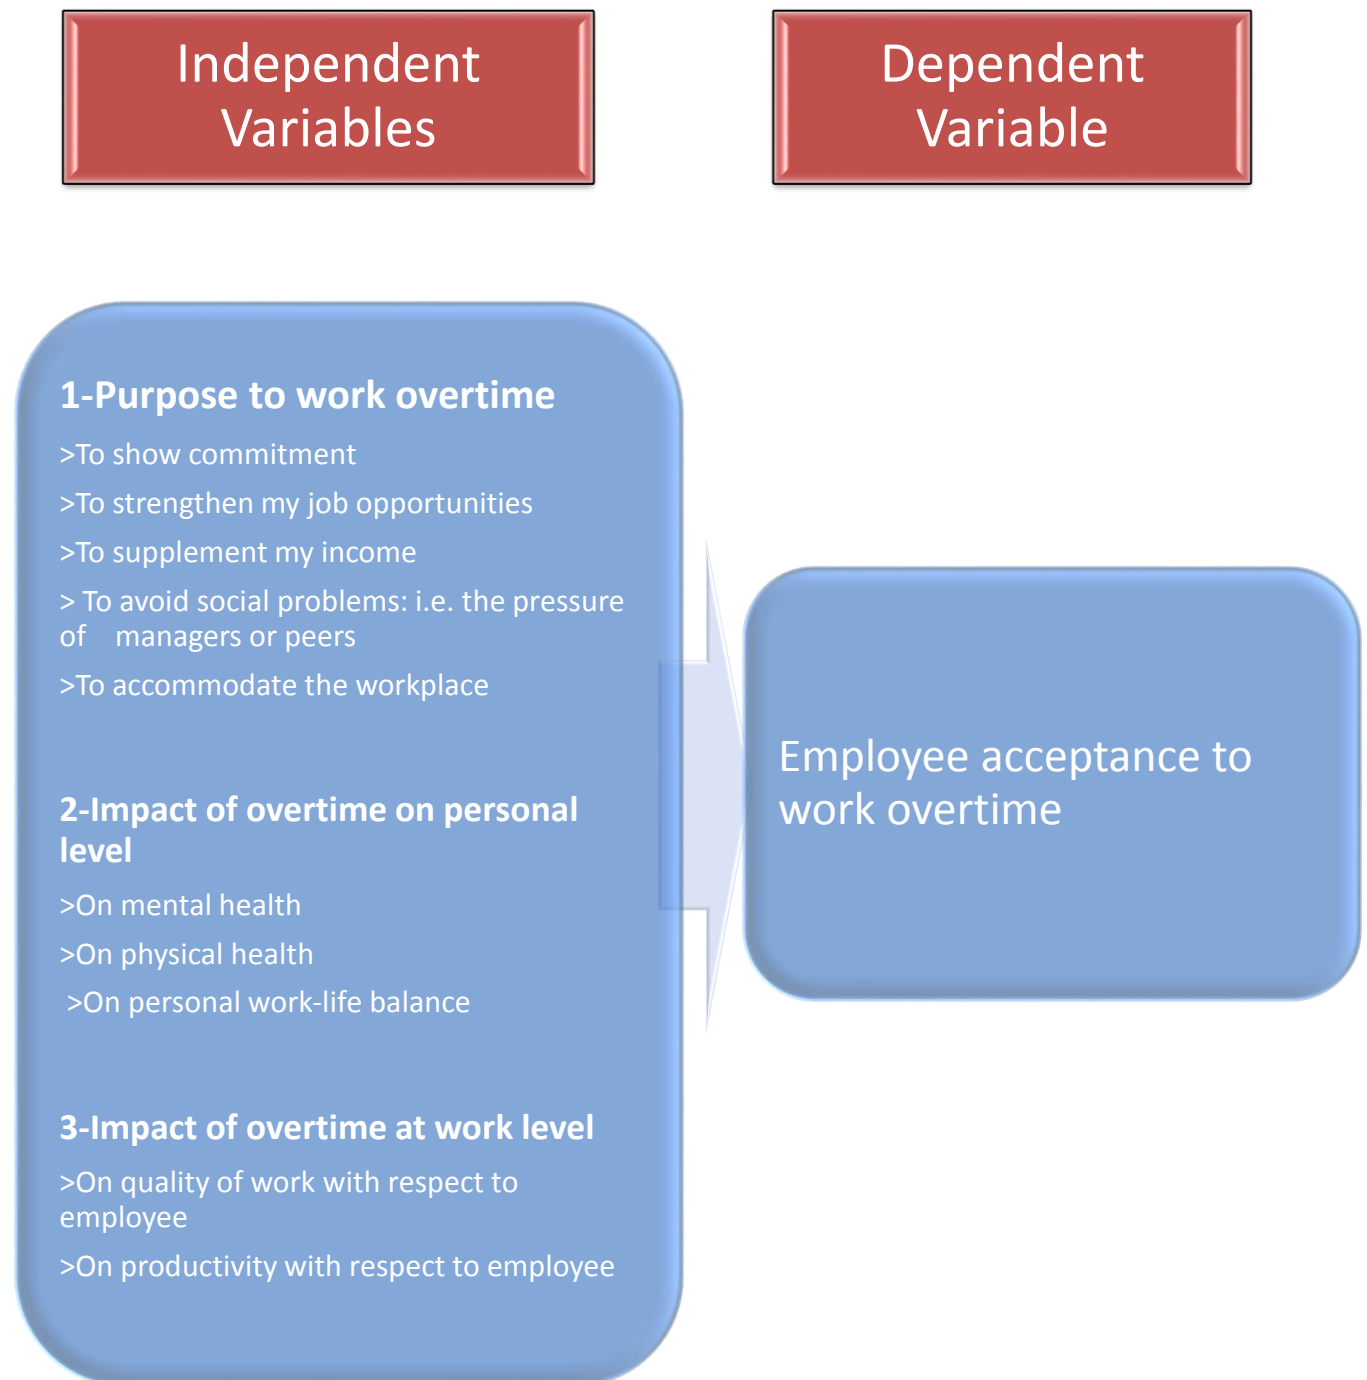 Independent
Variables
Dependent
Variable
1-Purpose to work overtime
>To show commitment
>To strengthen my job opportunities
>To supplement my income
> To avoid social problems: i.e. the pressure
of    managers or peers
>To accommodate the workplace
2-Impact of overtime on personal
level
>On mental health
>On physical health
>On personal work-life balance
3-Impact of overtime at work level
>On quality of work with respect to
employee
>On productivity with respect to employee
Employee acceptance to
work overtime